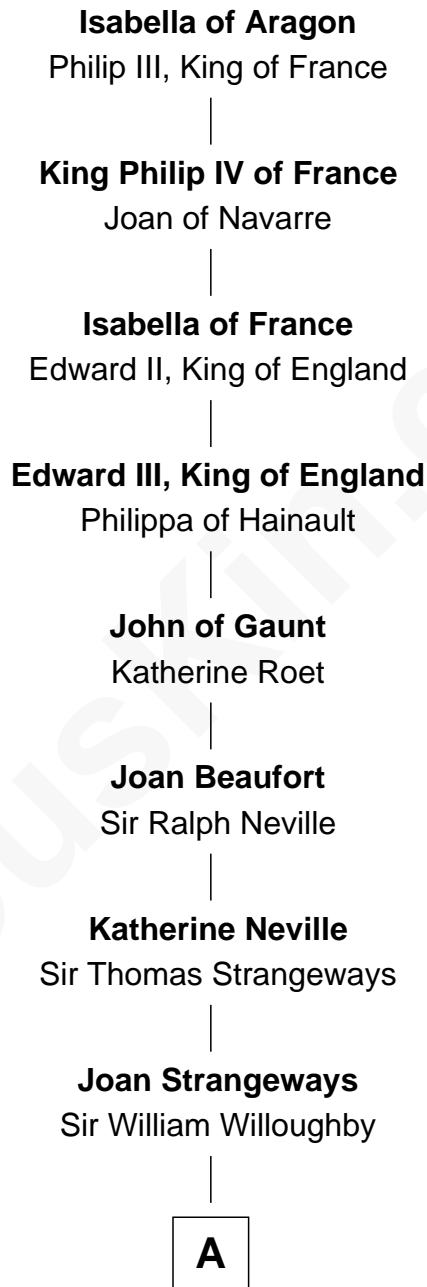 Isabella of Aragon
Philip III, King of France
King Philip IV of France
Joan of Navarre
Isabella of France
Edward II, King of England
Edward III, King of England
Philippa of Hainault
John of Gaunt
Katherine Roet
Joan Beaufort
Sir Ralph Neville
Katherine Neville
Sir Thomas Strangeways
Joan Strangeways
Sir William Willoughby
A